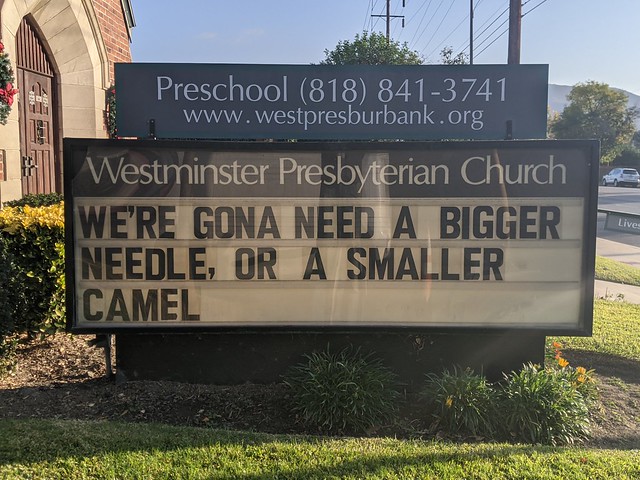 Preschool (818) 841-3741
www.westpresburbank.org
Westminster Presbyterian Church
WE'RE GONA NEED A BIGGER
NEEDLE, OR A SMALLER
CAMEL
Lives